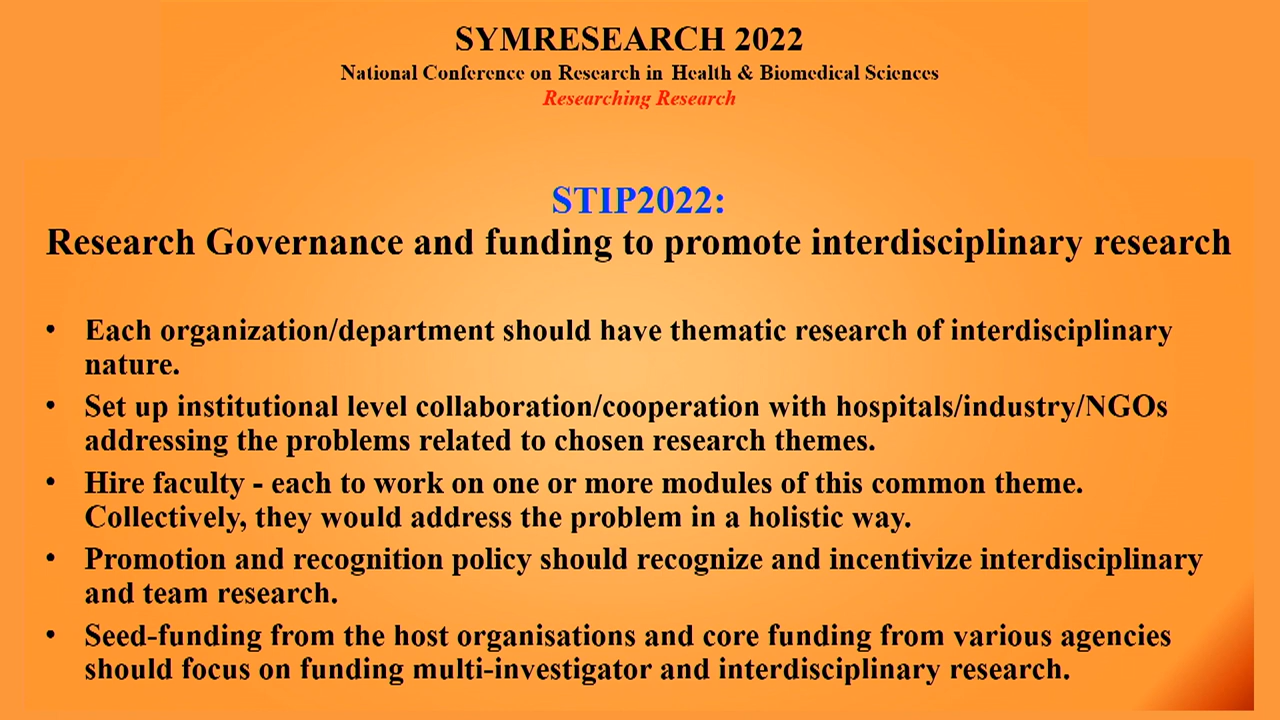 SYMRESEARCH 2022
National Conference on Research in Health & Biomedical Sciences
Researching Research
STIP2022:
Research Governance and funding to promote interdisciplinary research
• Each organization/department should have thematic research of interdisciplinary
nature.
• Set up institutional level collaboration/cooperation with hospitals/industry/NGOs
addressing the problems related to chosen research themes.
• Hire faculty - each to work on one or more modules of this common theme.
Collectively, they would address the problem in a holistic way.
• Promotion and recognition policy should recognize and incentivize interdisciplinary
and team research.
• Seed-funding from the host organisations and core funding from various agencies
should focus on funding multi-investigator and interdisciplinary research.